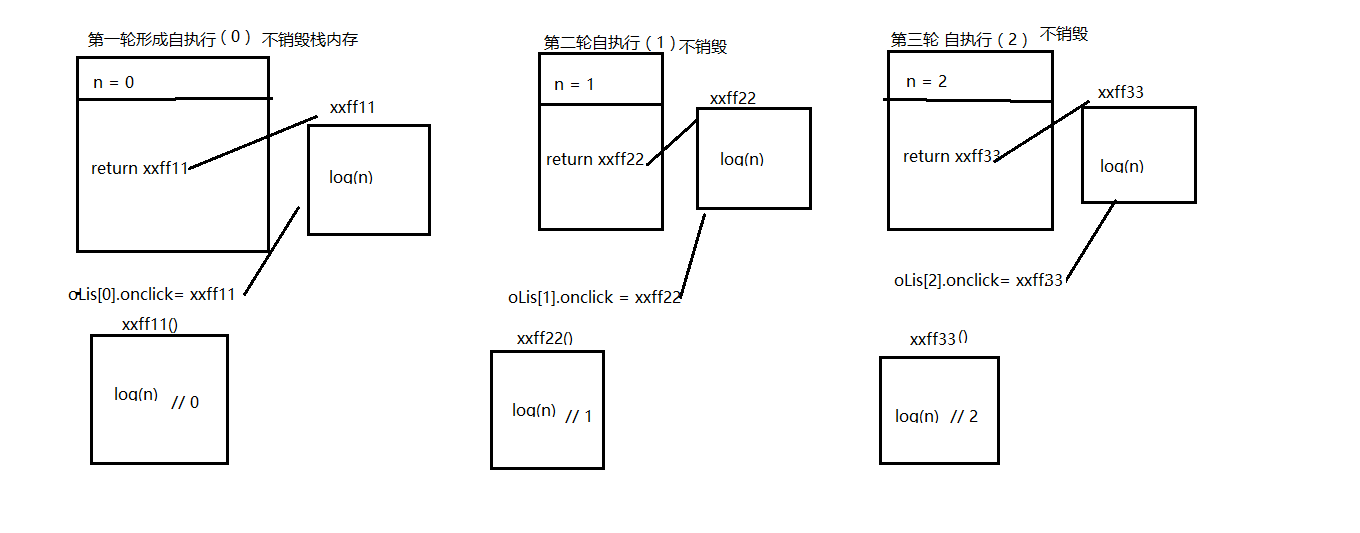 第一轮形成自执行（0） 不销毁栈内存
n = 0
xxff11
return xxff11
log(n)
oLis[0].onclick= xxff11
xxff11()
log(n) // 0
第二轮自执行（1）不销毁
n = 1
xxff22
return xxff22
log(n)
oLis[1].onclick = xxff22
xxff22()
log(n) // 1
第三轮 自执行（2） 不销毁
n = 2
xxff33
return xxff33
log(n)
oLis[2].onclick= xxff33
xxff33()
log(n) // 2